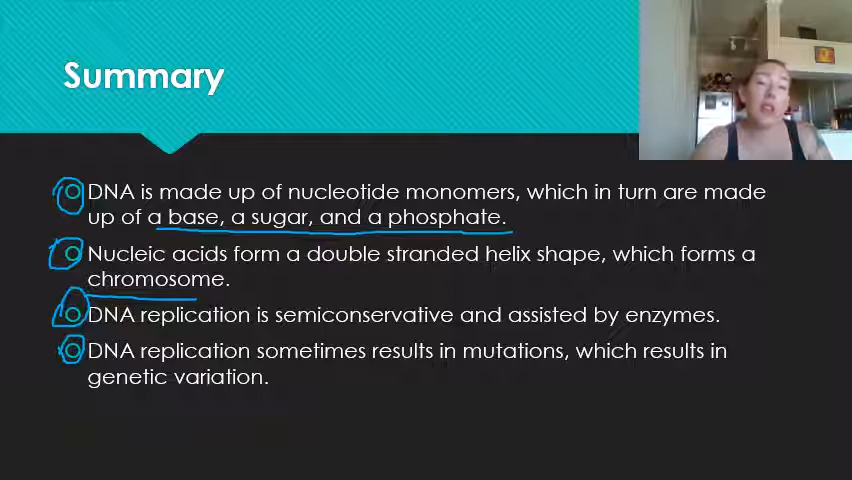 Summary
DNA is made up of nucleotide monomers, which in turn are made
up of a base, a sugar, and a phosphate.
Nucleic acids form a double stranded helix shape, which forms a
chromosome.
DNA replication is semiconservative and assisted by enzymes.
DNA replication sometimes results in mutations, which results in
genetic variation.